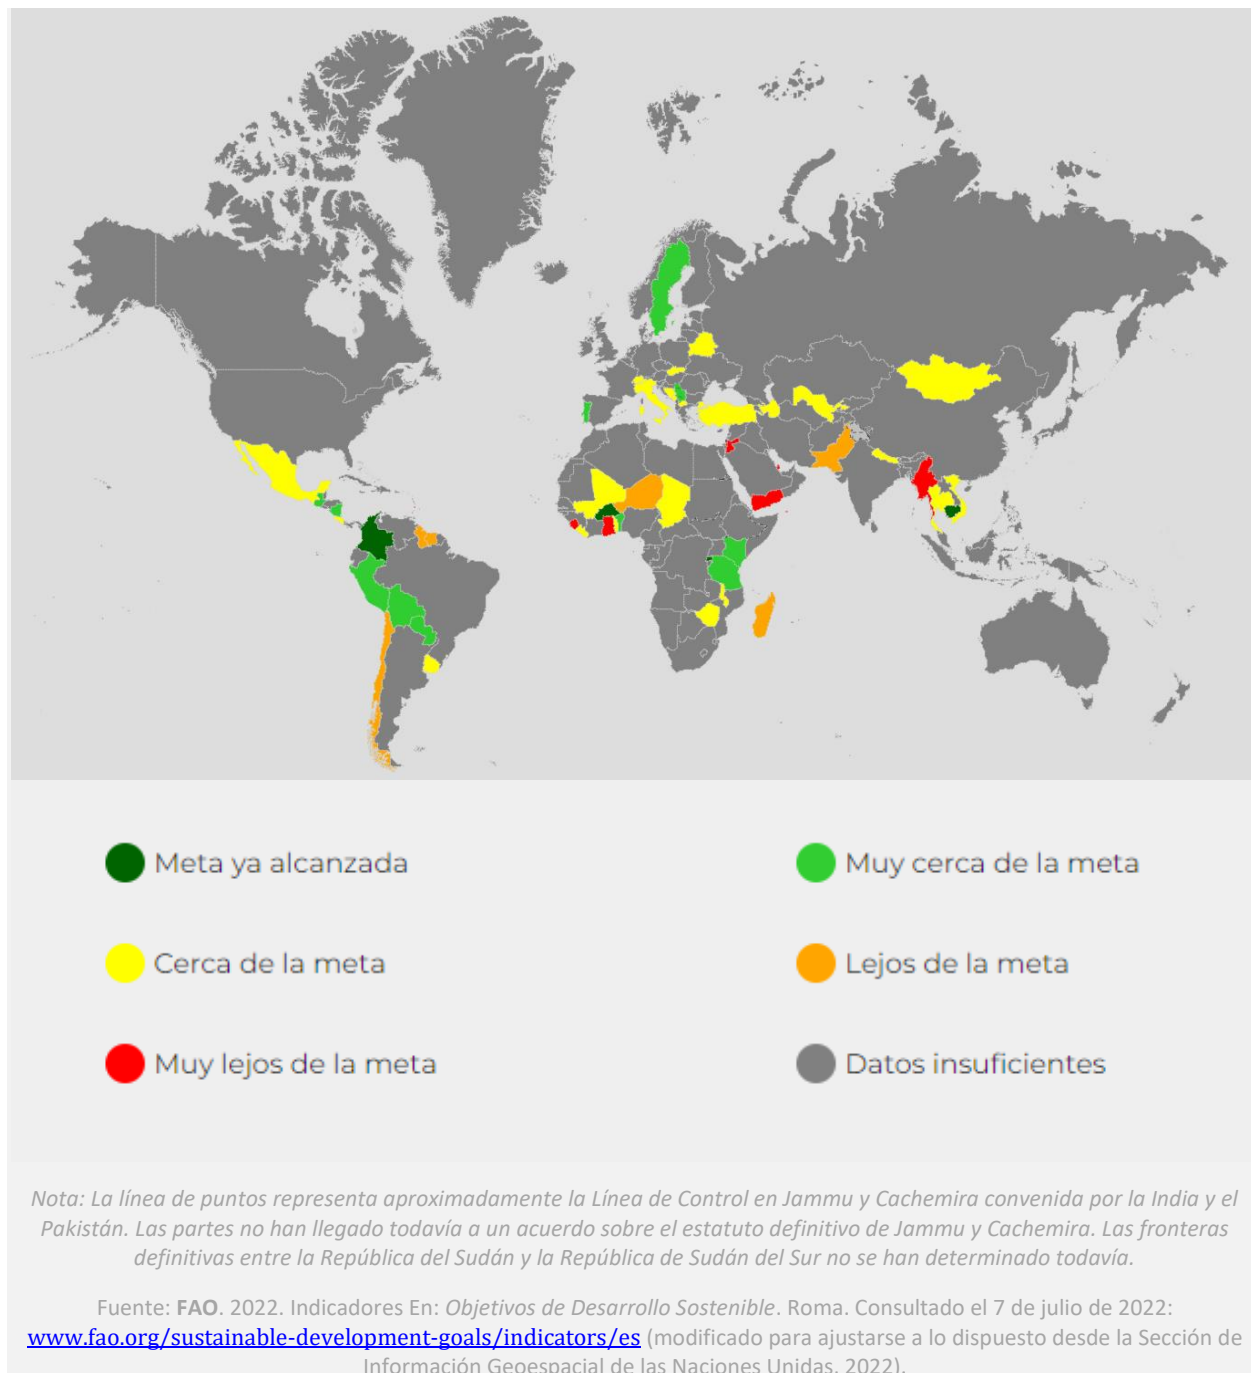 Meta ya alcanzada
Muy cerca de la meta
Cerca de la meta
Lejos de la meta
Muy lejos de la meta
Datos insuficientes
Nota: La línea de puntos representa aproximadamente la Línea de Control en Jammu y Cachemira convenida por la India y el
Pakistán. Las partes no han llegado todavía a un acuerdo sobre el estatuto definitivo de Jammu y Cachemira. Las fronteras
definitivas entre la República del Sudán y la República de Sudán del Sur no se han determinado todavía.
Fuente: FAO. 2022. Indicadores En: Objetivos de Desarrollo Sostenible. Roma. Consultado el 7 de julio de 2022:
www.fao.org/sustainable-development-goals/indicators/es (modificado para ajustarse a lo dispuesto desde la Sección de
Información Geoespacial de las Naciones Unidas, 2022).